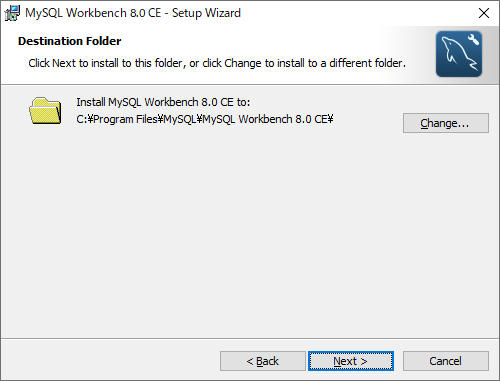 MySQL Workbench 8.0 CE - Setup Wizard
Destination Folder
Click Next to install to this folder, or click Change to install to a different folder.
Install MySQL Workbench 8.0 CE to:
C:¥Program Files¥MySQL¥MySQL Workbench 8.0 CE¥
Change...
< Back
Next >
Cancel